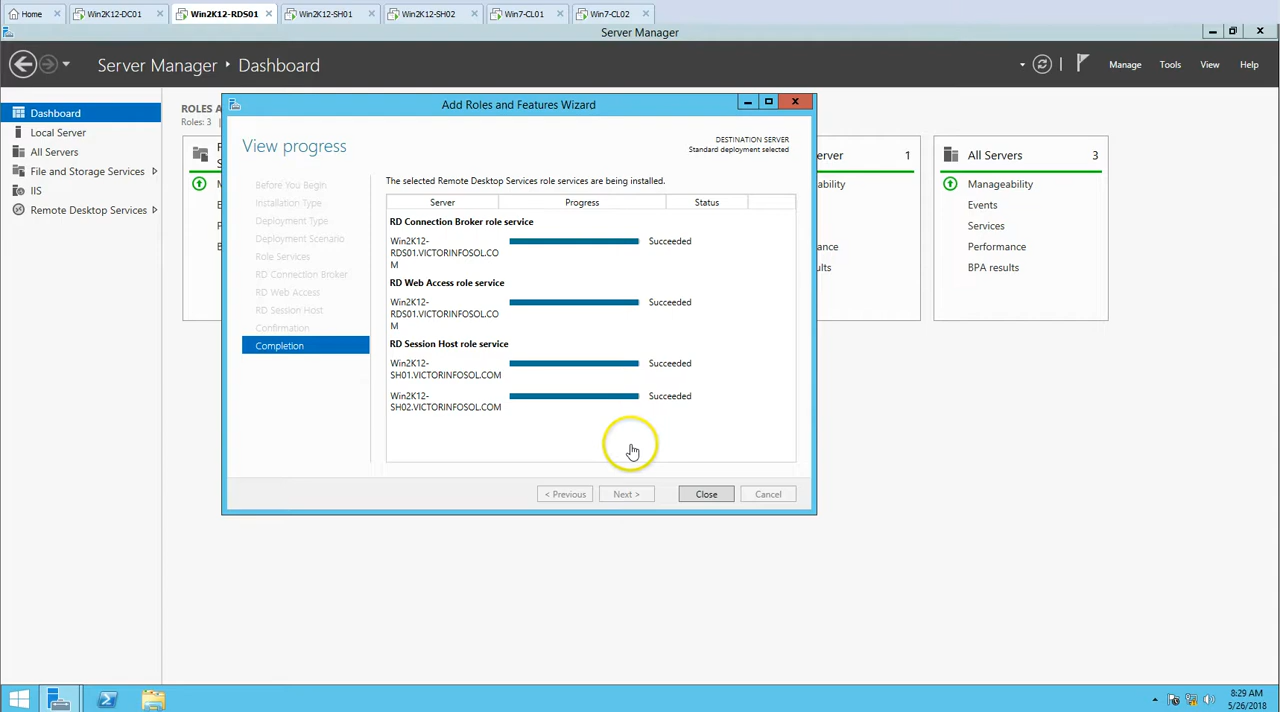 Home
Win2K12-DC01
Win2K12-RDS01
Win2K12-SH01
Win2K12-SH02
Win7-CL01
Win7-CL02
Server Manager
Server Manager ‣ Dashboard
Manage
Tools
View
Help
Dashboard
Local Server
All Servers
File and Storage Services
IIS
Remote Desktop Services
ROLES A
Roles: 3
Add Roles and Features Wizard
View progress
DESTINATION SERVER
Standard deployment selected
Before You Begin
Installation Type
Deployment Type
Deployment Scenario
Role Services
RD Connection Broker
RD Web Access
RD Session Host
Confirmation
Completion
The selected Remote Desktop Services role services are being installed.
Server Progress Status
RD Connection Broker role service
Win2K12-
RDS01.VICTORINFOSOL.CO
M
Succeeded
RD Web Access role service
Win2K12-
RDS01.VICTORINFOSOL.CO
M
Succeeded
RD Session Host role service
Win2K12-
SH01.VICTORINFOSOL.COM
Succeeded
Win2K12-
SH02.VICTORINFOSOL.COM
Succeeded
< Previous
Next >
Close
Cancel
erver 1
ability
nce
ults
All Servers 3
Manageability
Events
Services
Performance
BPA results
8:29 AM
5/26/2018